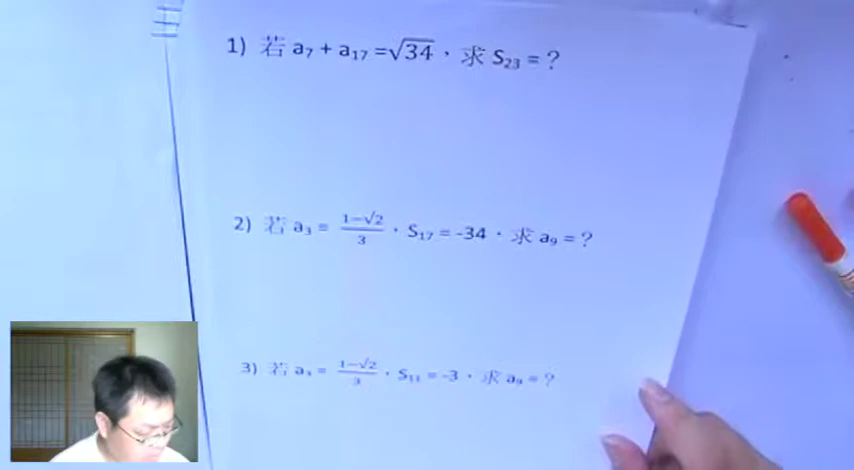 1) 若 a₇ + a₁₇ =√34，求 S₂₃ = ?
2) 若 a₃ = (1−√2)/3，S₁₇ = -34，求 a₉ = ?
3) 若 a₃ = (1−√2)/3，S₁₁ = -3，求 a₉ = ?